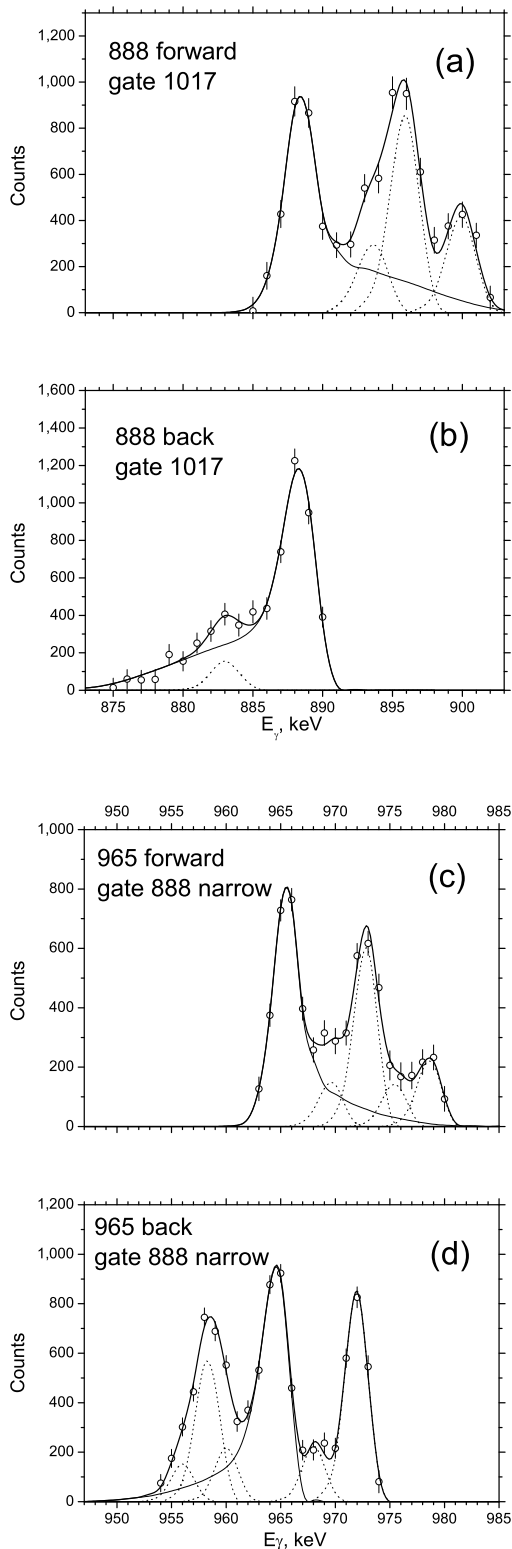 888 forward
gate 1017
(a)
1,200
1,000
800
600
400
200
0
Counts
888 back
gate 1017
(b)
1,600
1,400
1,200
1,000
800
600
400
200
0
Counts
875 880 885 890 895 900
Eγ, keV
950 955 960 965 970 975 980 985
965 forward
gate 888 narrow
(c)
1,000
800
600
400
200
0
Counts
965 back
gate 888 narrow
(d)
1,200
1,000
800
600
400
200
0
Counts
950 955 960 965 970 975 980 985
Eγ, keV